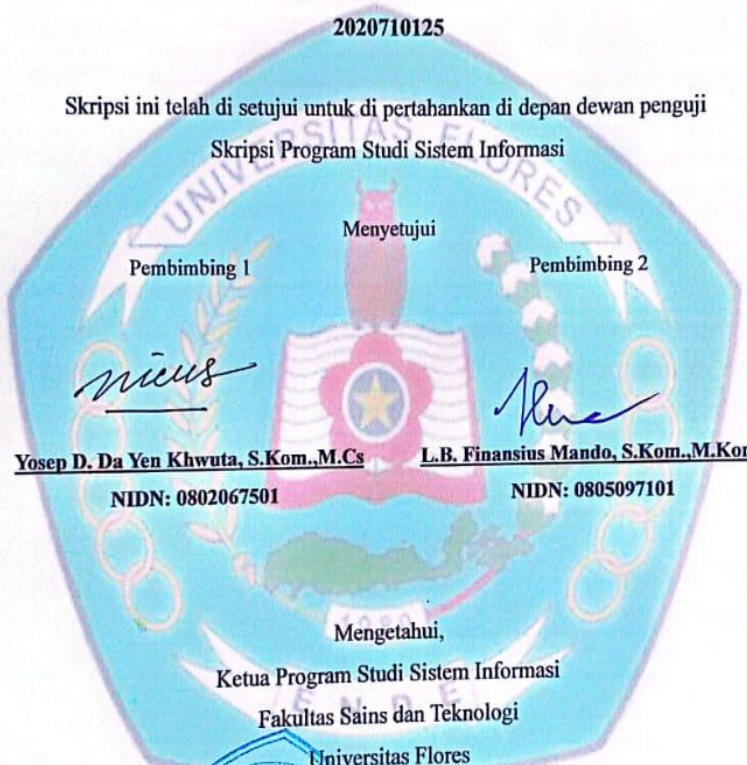 2020710125
Skripsi ini telah di setujui untuk di pertahankan di depan dewan penguji
Skripsi Program Studi Sistem Informasi
UNIVERSITAS FLORES
Menyetujui
Pembimbing 1
Pembimbing 2
Yosep D. Da Yen Khwuta, S.Kom.,M.Cs
L.B. Finansius Mando, S.Kom.,M.Kom
NIDN: 0802067501
NIDN: 0805097101
Mengetahui,
Ketua Program Studi Sistem Informasi
ENDE
Fakultas Sains dan Teknologi
Universitas Flores